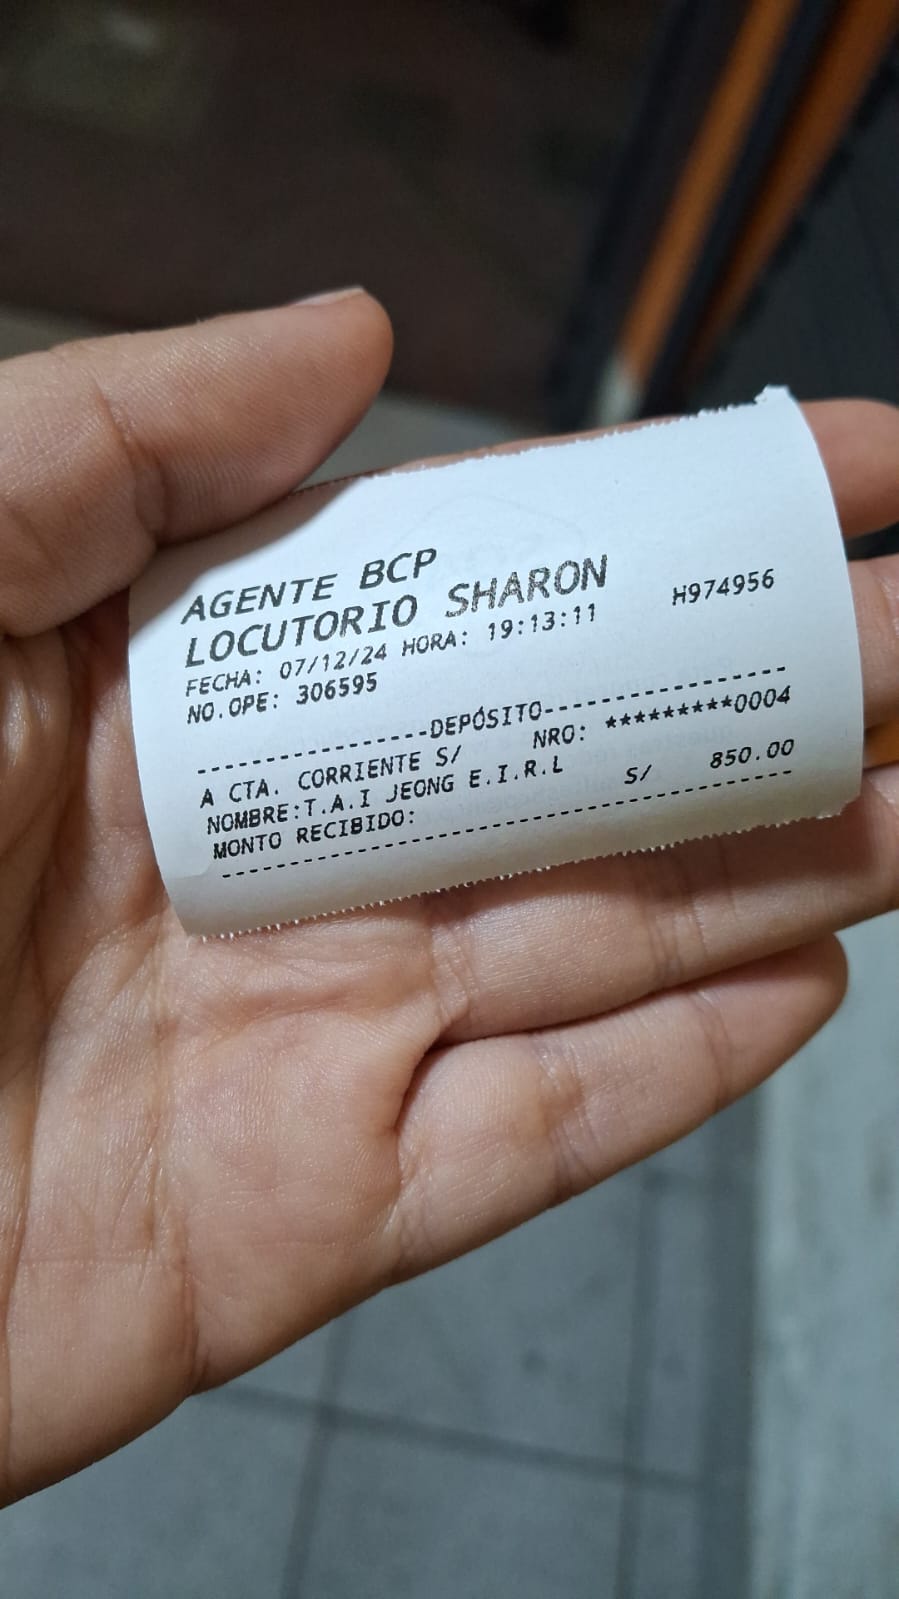 AGENTE BCP
LOCUTORIO SHARON
FECHA: 07/12/24 HORA: 19:13:11 H974956
NO.OPE: 306595
-----------------DEPÓSITO-----------------
A CTA. CORRIENTE S/ NRO: *********0004
NOMBRE:T.A.I JEONG E.I.R.L
MONTO RECIBIDO: S/ 850.00
------------------------------------------